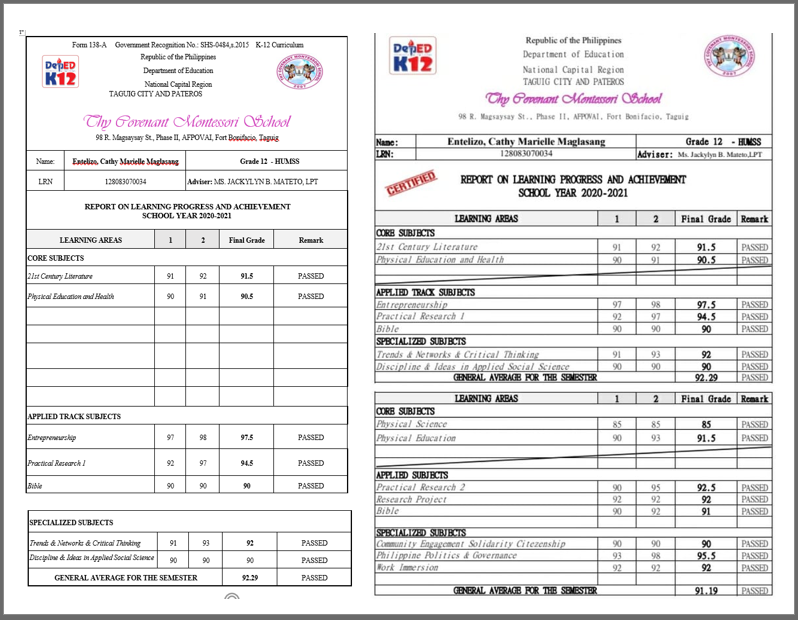 Form 138-A Government Recognition No.: SHS-0484,s.2015 K-12 Curriculum
Republic of the Philippines
Department of Education
National Capital Region
TAGUIG CITY AND PATEROS
DepED
K12
Thy Covenant Montessori School
98 R. Magsaysay St., Phase II, AFPOVAI, Fort Bonifacio, Taguig
Name: Entelizo, Cathy Marielle Maglasang Grade 12 - HUMSS
LRN 128083070034 Adviser: MS. JACKYLYN B. MATETO, LPT
REPORT ON LEARNING PROGRESS AND ACHIEVEMENT
SCHOOL YEAR 2020-2021
LEARNING AREAS 1 2 Final Grade Remark
CORE SUBJECTS
21st Century Literature 91 92 91.5 PASSED
Physical Education and Health 90 91 90.5 PASSED
APPLIED TRACK SUBJECTS
Entrepreneurship 97 98 97.5 PASSED
Practical Research 1 92 97 94.5 PASSED
Bible 90 90 90 PASSED
SPECIALIZED SUBJECTS
Trends & Networks & Critical Thinking 91 93 92 PASSED
Discipline & Ideas in Applied Social Science 90 90 90 PASSED
GENERAL AVERAGE FOR THE SEMESTER 92.29 PASSED
DepED
K12
Republic of the Philippines
Department of Education
National Capital Region
TAGUIG CITY AND PATEROS
Thy Covenant Montessori School
98 R. Magaysay St., Phase II, AFPOVAI, Fort Bonifacio, Taguig
Name: Entelizo, Cathy Marielle Maglasang Grade 12 - HUMSS
LRN: 128083070034 Adviser: Ms. Jackylyn B. Mateto,LPT
CERTIFIED
REPORT ON LEARNING PROGRESS AND ACHIEVEMENT
SCHOOL YEAR 2020-2021
LEARNING AREAS 1 2 Final Grade Remark
CORE SUBJECTS
21st Century Literature 91 92 91.5 PASSED
Physical Education and Health 90 91 90.5 PASSED
APPLIED TRACK SUBJECTS
Entrepreneurship 97 98 97.5 PASSED
Practical Research 1 92 97 94.5 PASSED
Bible 90 90 90 PASSED
SPECIALIZED SUBJECTS
Trends & Networks & Critical Thinking 91 93 92 PASSED
Discipline & Ideas in Applied Social Science 90 90 90 PASSED
GENERAL AVERAGE FOR THE SEMESTER 92.29 PASSED
LEARNING AREAS 1 2 Final Grade Remark
CORE SUBJECTS
Physical Science 85 85 85 PASSED
Physical Education 90 93 91.5 PASSED
APPLIED SUBJECTS
Practical Research 2 90 95 92.5 PASSED
Research Project 92 92 92 PASSED
Bible 90 92 91 PASSED
SPECIALIZED SUBJECTS
Community Engagement Solidarity Citezenship 90 90 90 PASSED
Philippine Politics & Governance 93 98 95.5 PASSED
Work Immersion 92 92 92 PASSED
GENERAL AVERAGE FOR THE SEMESTER 91.19 PASSED